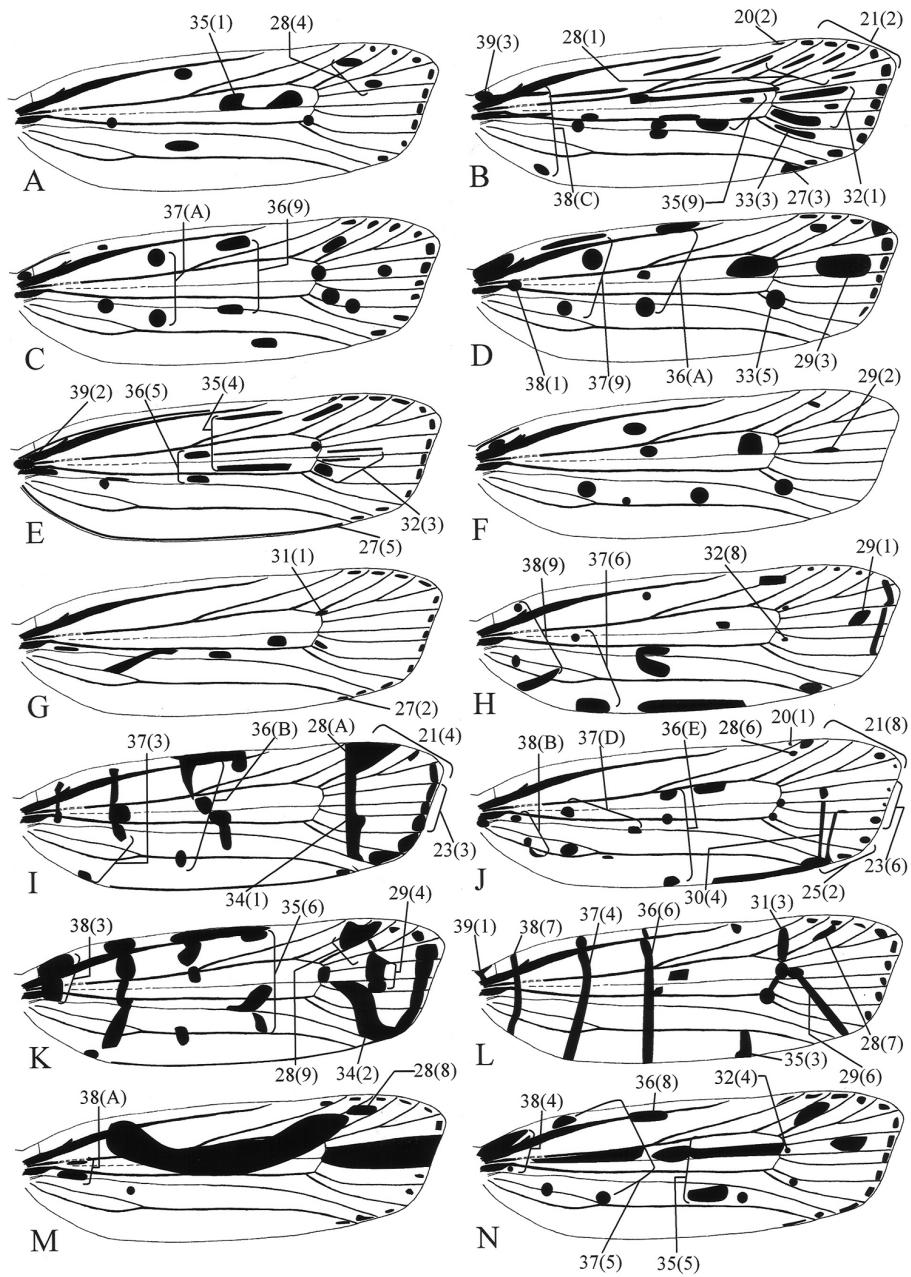 35(1) 28(4)
A
39(3) 28(1) 20(2) 21(2)
B 38(C) 35(9) 33(3) 27(3) 32(1)
37(A) 36(9)
C
D 38(1) 37(9) 36(A) 33(5) 29(3)
39(2) 36(5) 35(4)
E 27(5) 32(3)
29(2)
F
31(1)
G 27(2)
38(9) 37(6) 32(8) 29(1)
H
37(3) 36(B) 28(A) 21(4)
23(3)
I 34(1)
38(B) 37(D) 36(E) 28(6) 20(1) 21(8)
23(6)
J 30(4) 25(2)
38(3) 35(6) 29(4)
K 28(9) 34(2)
39(1) 38(7) 37(4) 36(6) 31(3)
28(7)
L 35(3) 29(6)
38(A) 28(8)
M
38(4) 36(8) 32(4)
N 37(5) 35(5)